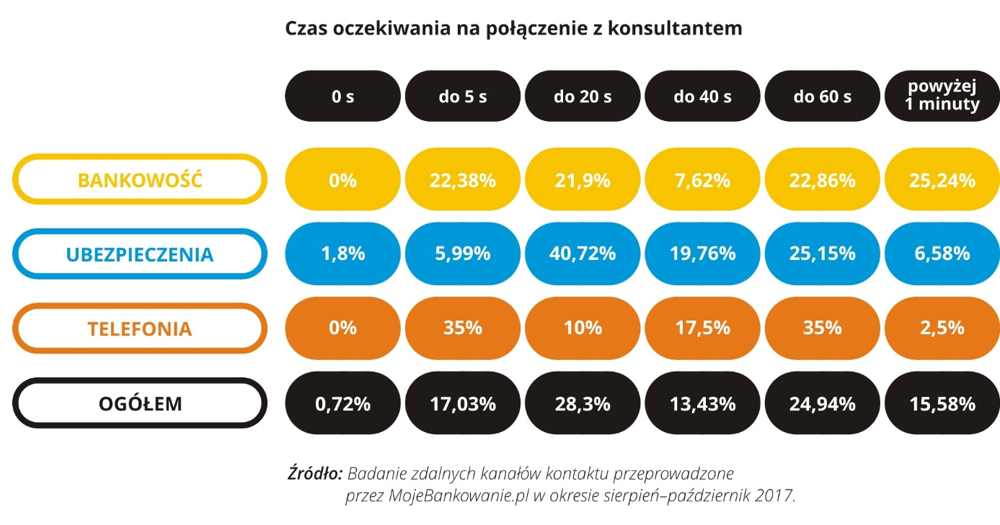 Czas oczekiwania na połączenie z konsultantem
0 s do 5 s do 20 s do 40 s do 60 s powyżej
1 minuty
BANKOWOŚĆ 0% 22,38% 21,9% 7,62% 22,86% 25,24%
UBEZPIECZENIA 1,8% 5,99% 40,72% 19,76% 25,15% 6,58%
TELEFONIA 0% 35% 10% 17,5% 35% 2,5%
OGÓŁEM 0,72% 17,03% 28,3% 13,43% 24,94% 15,58%
Źródło: Badanie zdalnych kanałów kontaktu przeprowadzone
przez MojeBankowanie.pl w okresie sierpień–październik 2017.